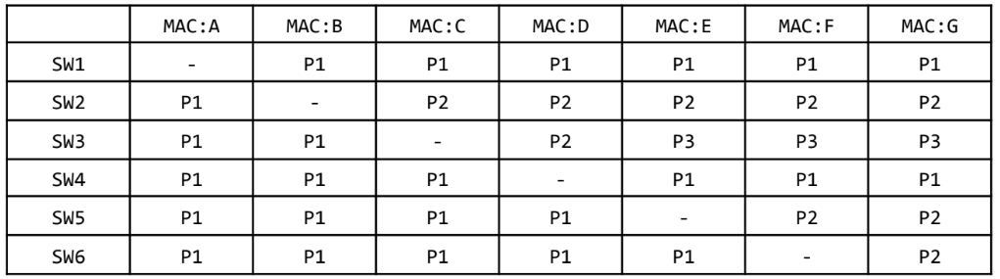 MAC:A MAC:B MAC:C MAC:D MAC:E MAC:F MAC:G
SW1 - P1 P1 P1 P1 P1 P1
SW2 P1 - P2 P2 P2 P2 P2
SW3 P1 P1 - P2 P3 P3 P3
SW4 P1 P1 P1 - P1 P1 P1
SW5 P1 P1 P1 P1 - P2 P2
SW6 P1 P1 P1 P1 P1 - P2